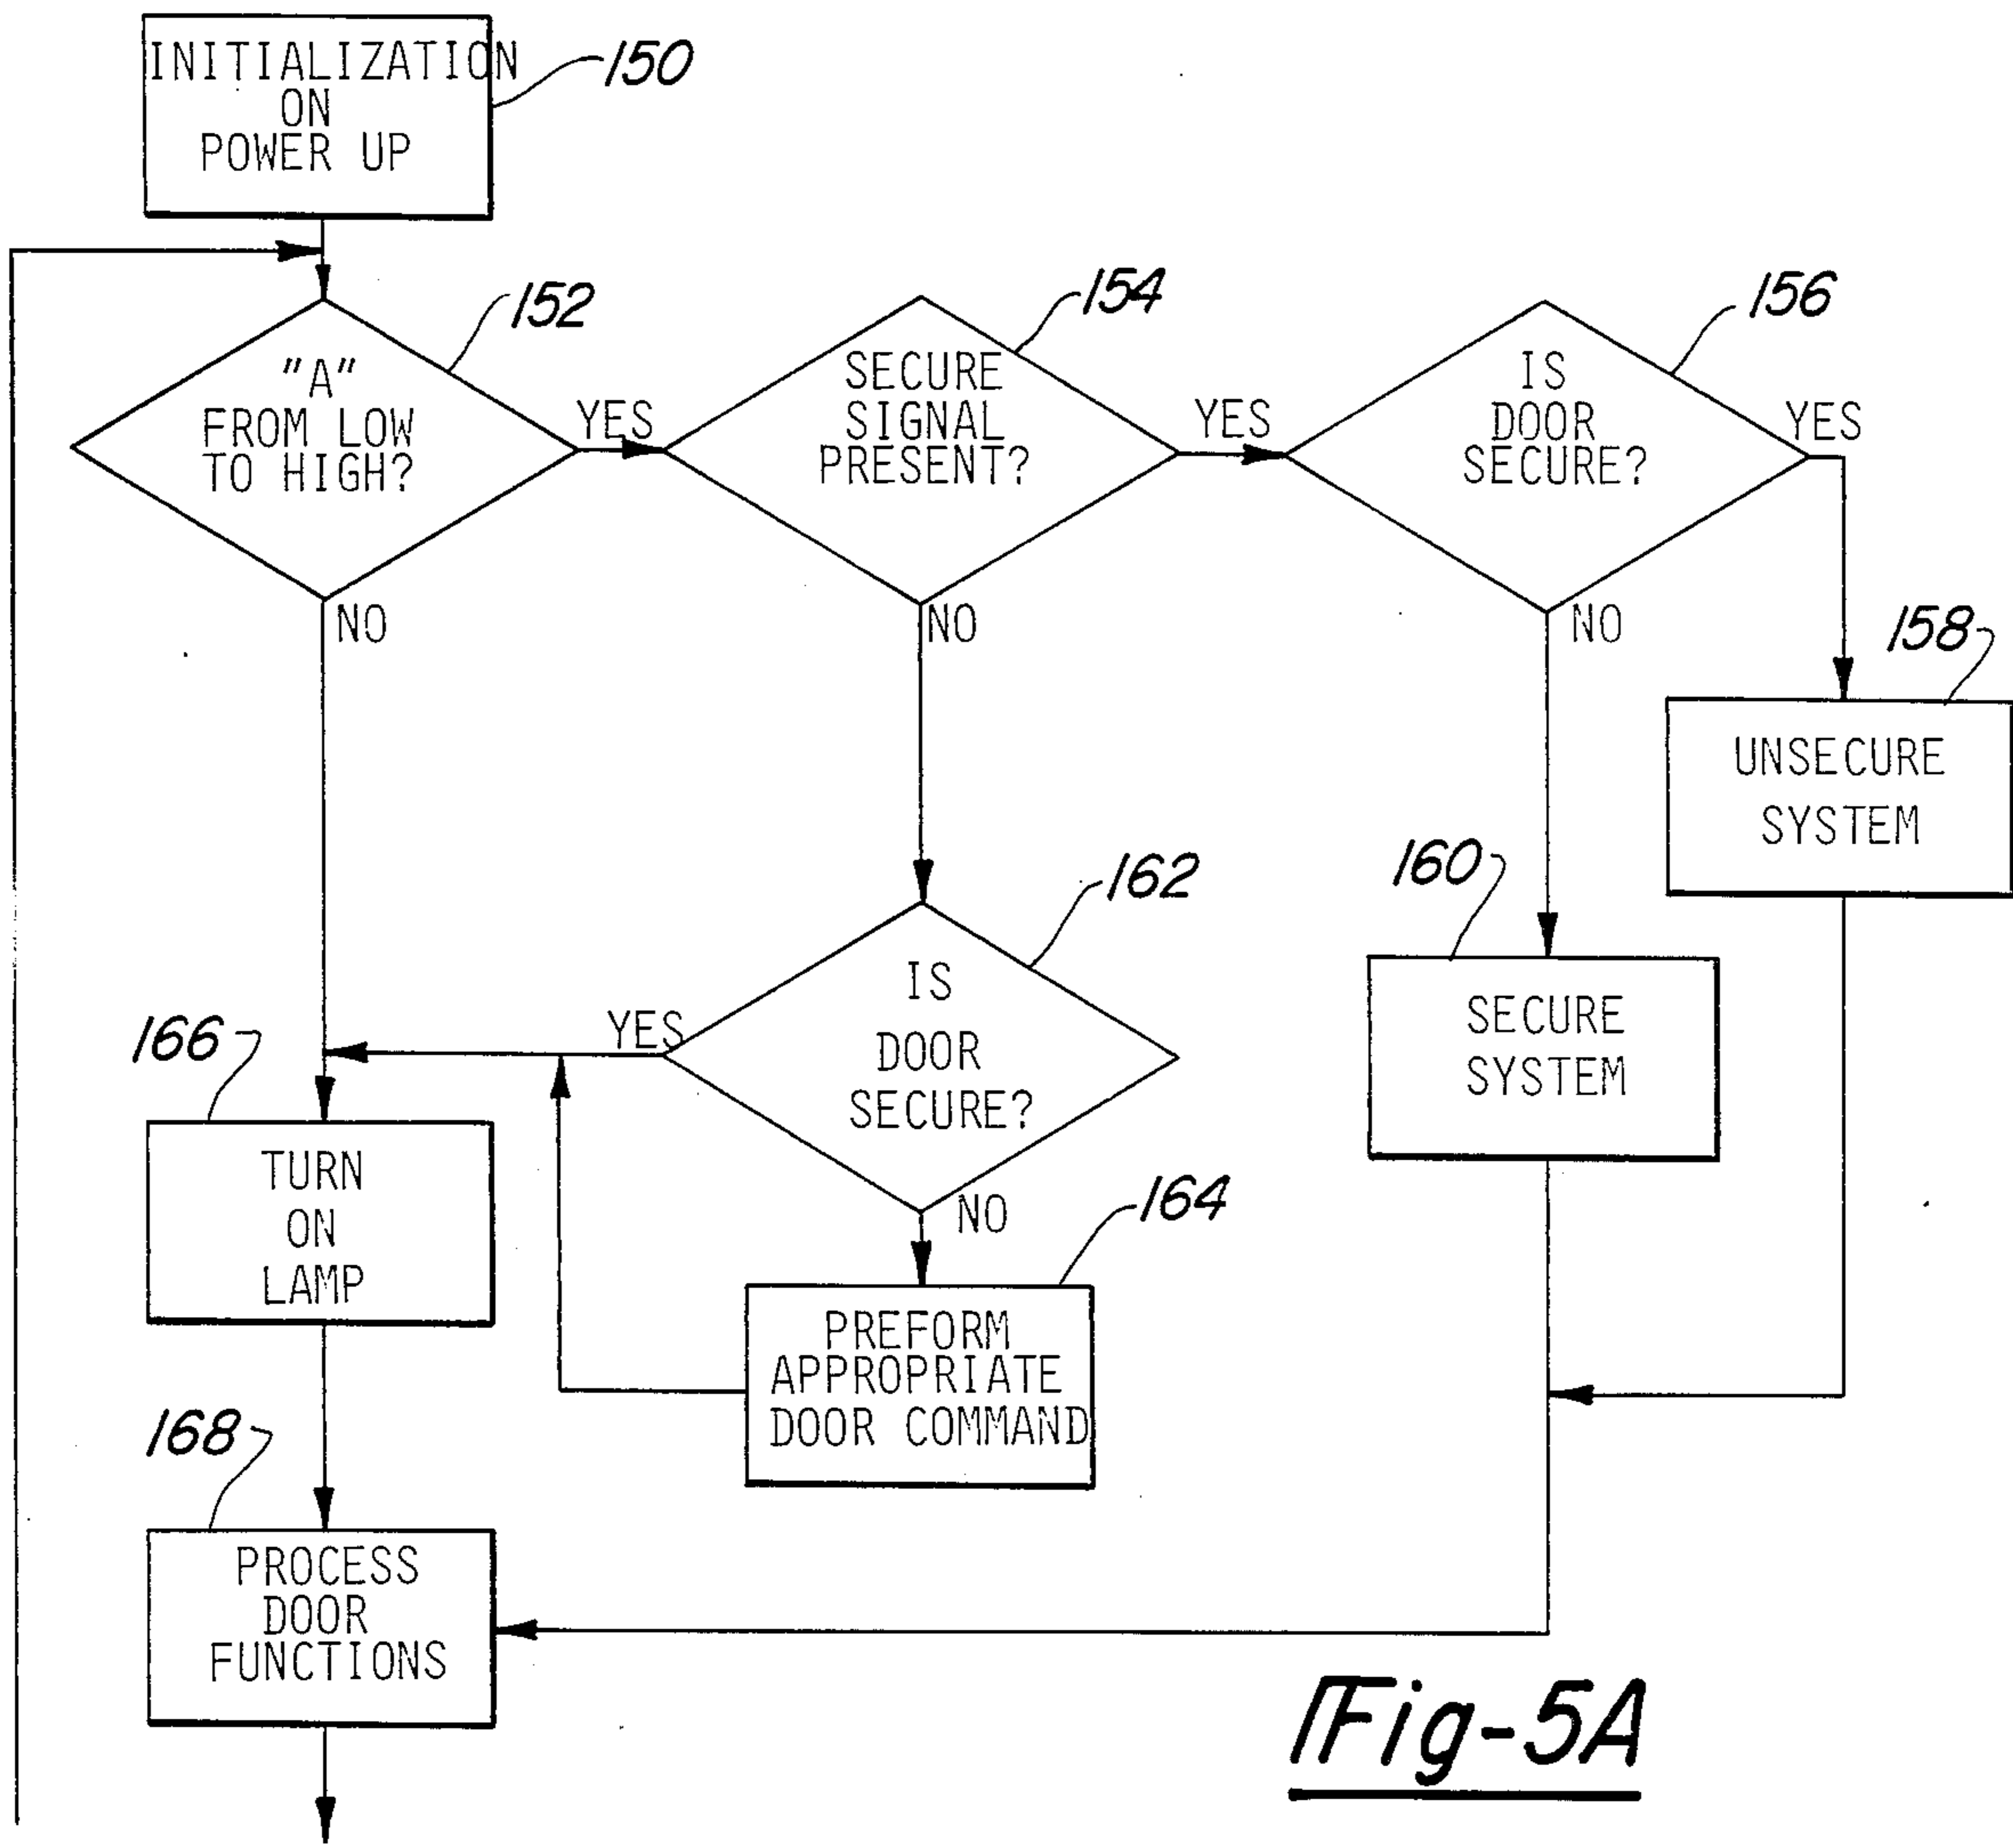 INITIALIZATION
ON
POWER UP
150
152
"A"
FROM LOW
TO HIGH?
YES
NO
154
SECURE
SIGNAL
PRESENT?
YES
NO
156
IS
DOOR
SECURE?
YES
NO
158
UNSECURE
SYSTEM
160
SECURE
SYSTEM
162
IS
DOOR
SECURE?
YES
NO
164
PREFORM
APPROPRIATE
DOOR COMMAND
166
TURN
ON
LAMP
168
PROCESS
DOOR
FUNCTIONS
Fig-5A